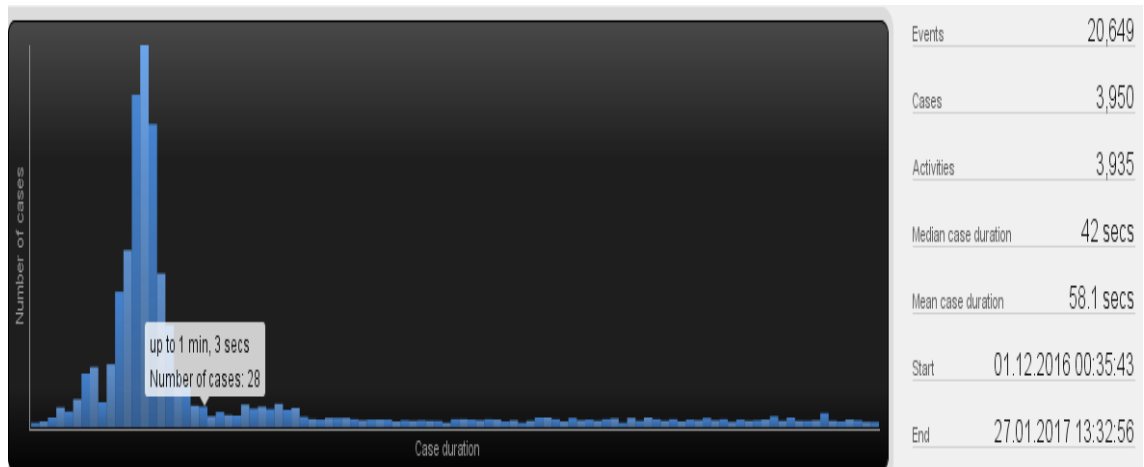 Number of cases
up to 1 min, 3 secs
Number of cases: 28
Case duration
Events 20,649
Cases 3,950
Activities 3,935
Median case duration 42 secs
Mean case duration 58.1 secs
Start 01.12.2016 00:35:43
End 27.01.2017 13:32:56